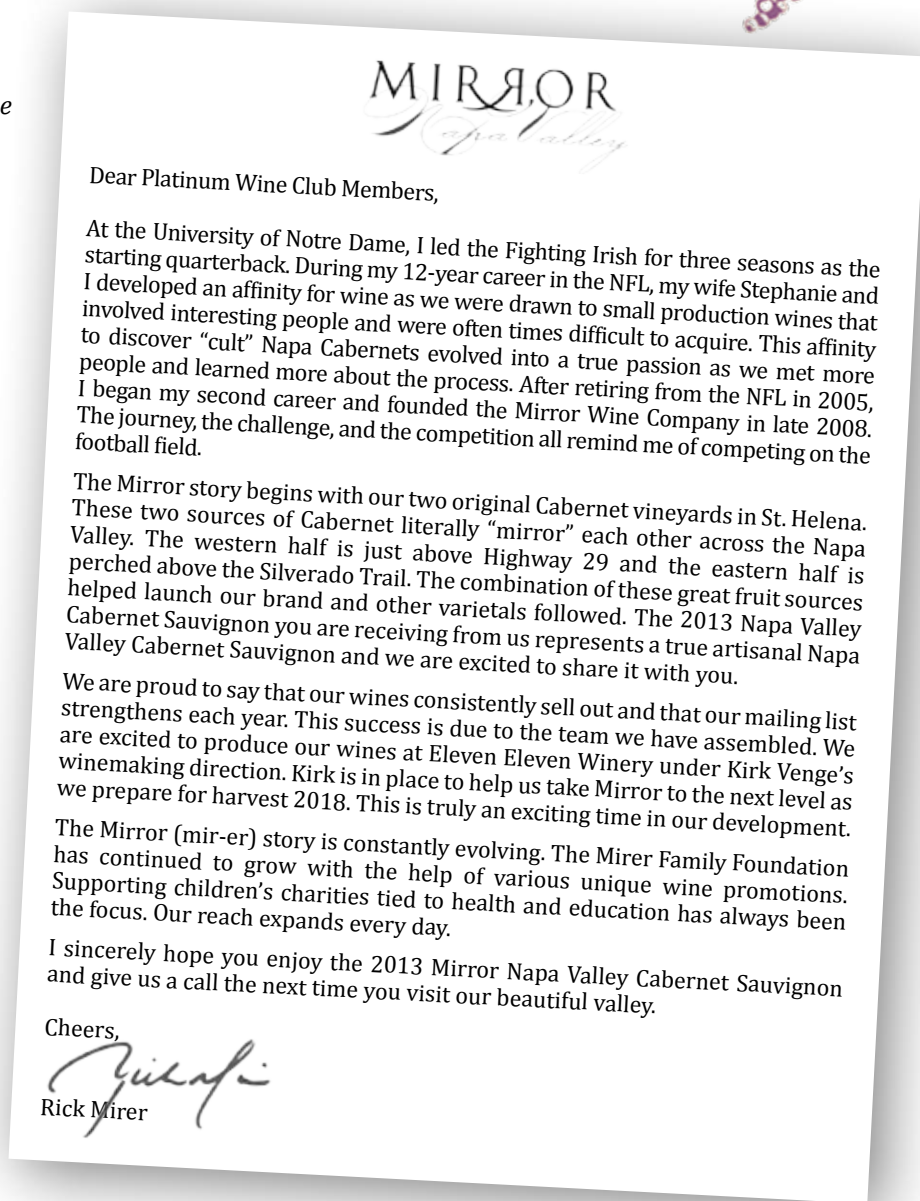 e
MIRROR
Napa Valley
Dear Platinum Wine Club Members,
At the University of Notre Dame, I led the Fighting Irish for three seasons as the
starting quarterback. During my 12-year career in the NFL, my wife Stephanie and
I developed an affinity for wine as we were drawn to small production wines that
involved interesting people and were often times difficult to acquire. This affinity
to discover “cult” Napa Cabernets evolved into a true passion as we met more
people and learned more about the process. After retiring from the NFL in 2005,
I began my second career and founded the Mirror Wine Company in late 2008.
The journey, the challenge, and the competition all remind me of competing on the
football field.
The Mirror story begins with our two original Cabernet vineyards in St. Helena.
These two sources of Cabernet literally “mirror” each other across the Napa
Valley. The western half is just above Highway 29 and the eastern half is
perched above the Silverado Trail. The combination of these great fruit sources
helped launch our brand and other varietals followed. The 2013 Napa Valley
Cabernet Sauvignon you are receiving from us represents a true artisanal Napa
Valley Cabernet Sauvignon and we are excited to share it with you.
We are proud to say that our wines consistently sell out and that our mailing list
strengthens each year. This success is due to the team we have assembled. We
are excited to produce our wines at Eleven Eleven Winery under Kirk Venge’s
winemaking direction. Kirk is in place to help us take Mirror to the next level as
we prepare for harvest 2018. This is truly an exciting time in our development.
The Mirror (mir-er) story is constantly evolving. The Mirer Family Foundation
has continued to grow with the help of various unique wine promotions.
Supporting children’s charities tied to health and education has always been
the focus. Our reach expands every day.
I sincerely hope you enjoy the 2013 Mirror Napa Valley Cabernet Sauvignon
and give us a call the next time you visit our beautiful valley.
Cheers,
Rick Mirer